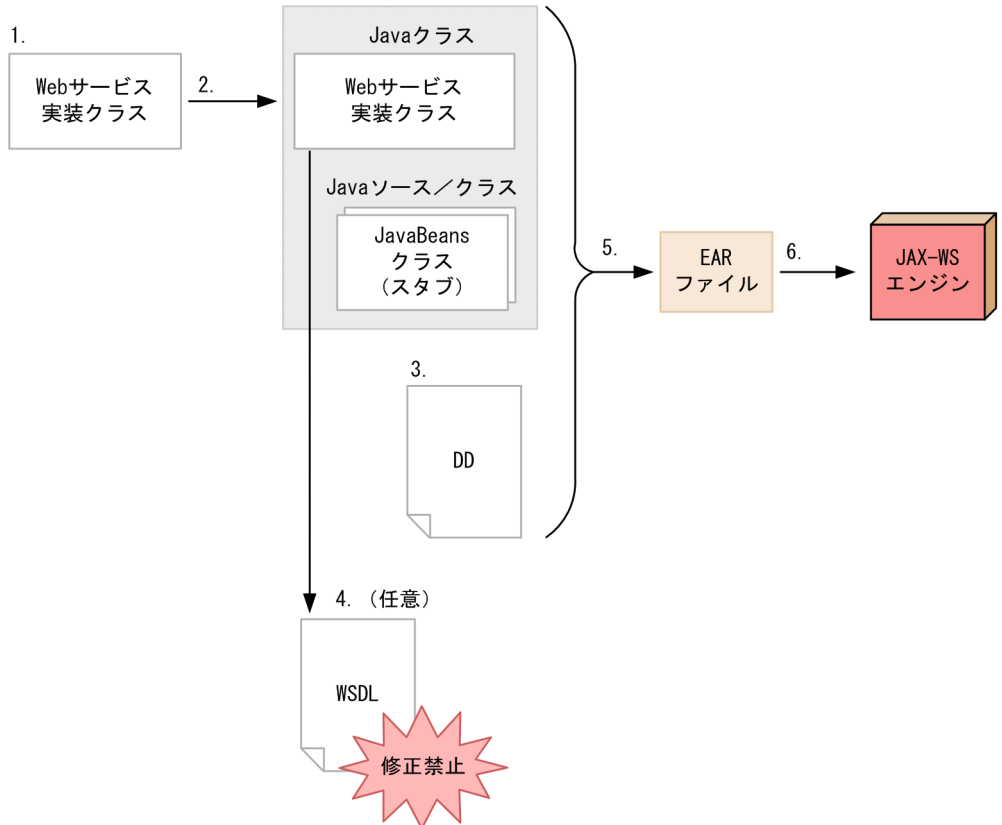 1.
Webサービス
実装クラス
2.
Javaクラス
Webサービス
実装クラス
Javaソース／クラス
JavaBeans
クラス
（スタブ）
3.
DD
4.（任意）
WSDL
修正禁止
5.
EAR
ファイル
6.
JAX-WS
エンジン